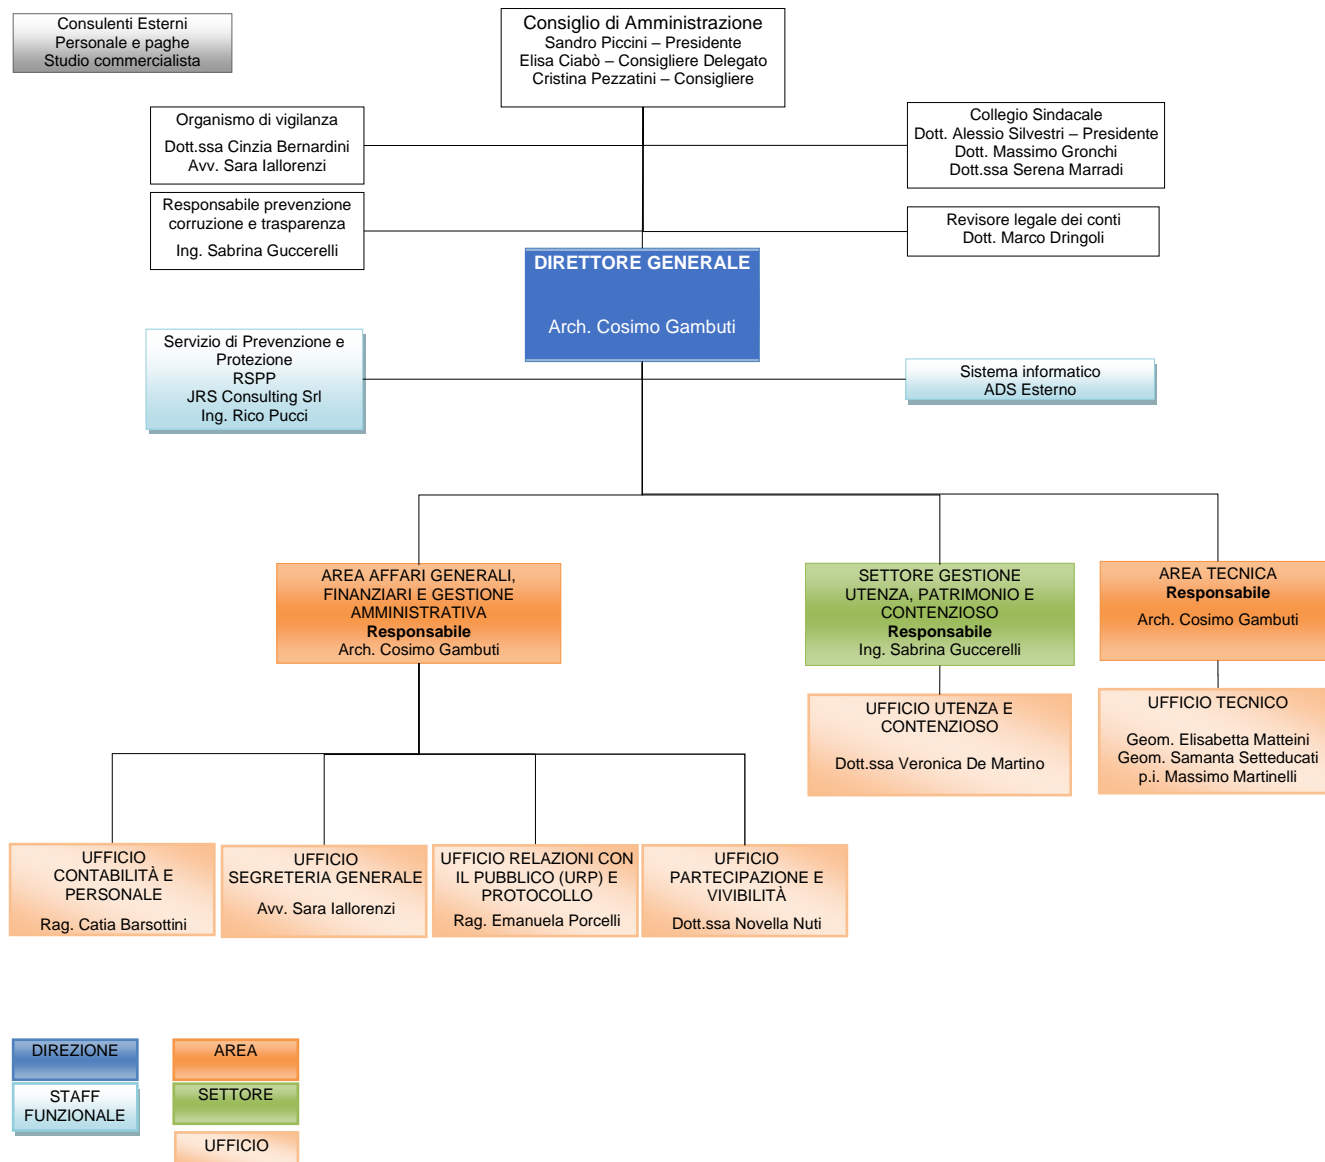 Consulenti Esterni
Personale e paghe
Studio commercialista
Consiglio di Amministrazione
Sandro Piccini – Presidente
Elisa Ciabò – Consigliere Delegato
Cristina Pezzatini – Consigliere
Organismo di vigilanza
Dott.ssa Cinzia Bernardini
Avv. Sara Iallorenzi
Collegio Sindacale
Dott. Alessio Silvestri – Presidente
Dott. Massimo Gronchi
Dott.ssa Serena Marradi
Responsabile prevenzione
corruzione e trasparenza
Ing. Sabrina Guccerelli
Revisore legale dei conti
Dott. Marco Dringoli
DIRETTORE GENERALE
Arch. Cosimo Gambuti
Servizio di Prevenzione e
Protezione
RSPP
JRS Consulting Srl
Ing. Rico Pucci
Sistema informatico
ADS Esterno
AREA AFFARI GENERALI,
FINANZIARI E GESTIONE
AMMINISTRATIVA
Responsabile
Arch. Cosimo Gambuti
SETTORE GESTIONE
UTENZA, PATRIMONIO E
CONTENZIOSO
Responsabile
Ing. Sabrina Guccerelli
AREA TECNICA
Responsabile
Arch. Cosimo Gambuti
UFFICIO UTENZA E
CONTENZIOSO
Dott.ssa Veronica De Martino
UFFICIO TECNICO
Geom. Elisabetta Matteini
Geom. Samanta Setteducati
p.i. Massimo Martinelli
UFFICIO
CONTABILITÀ E
PERSONALE
Rag. Catia Barsottini
UFFICIO
SEGRETERIA GENERALE
Avv. Sara Iallorenzi
UFFICIO RELAZIONI CON
IL PUBBLICO (URP) E
PROTOCOLLO
Rag. Emanuela Porcelli
UFFICIO
PARTECIPAZIONE E
VIVIBILITÀ
Dott.ssa Novella Nuti
DIREZIONE
AREA
STAFF
FUNZIONALE
SETTORE
UFFICIO